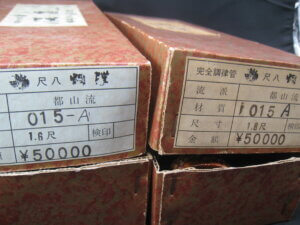 尺八
都山流
015-A
1.6尺 検印
¥50000
完全調律管
尺八
流派 都山流
材質 015 A
尺寸 1.8尺
金額 ¥50000